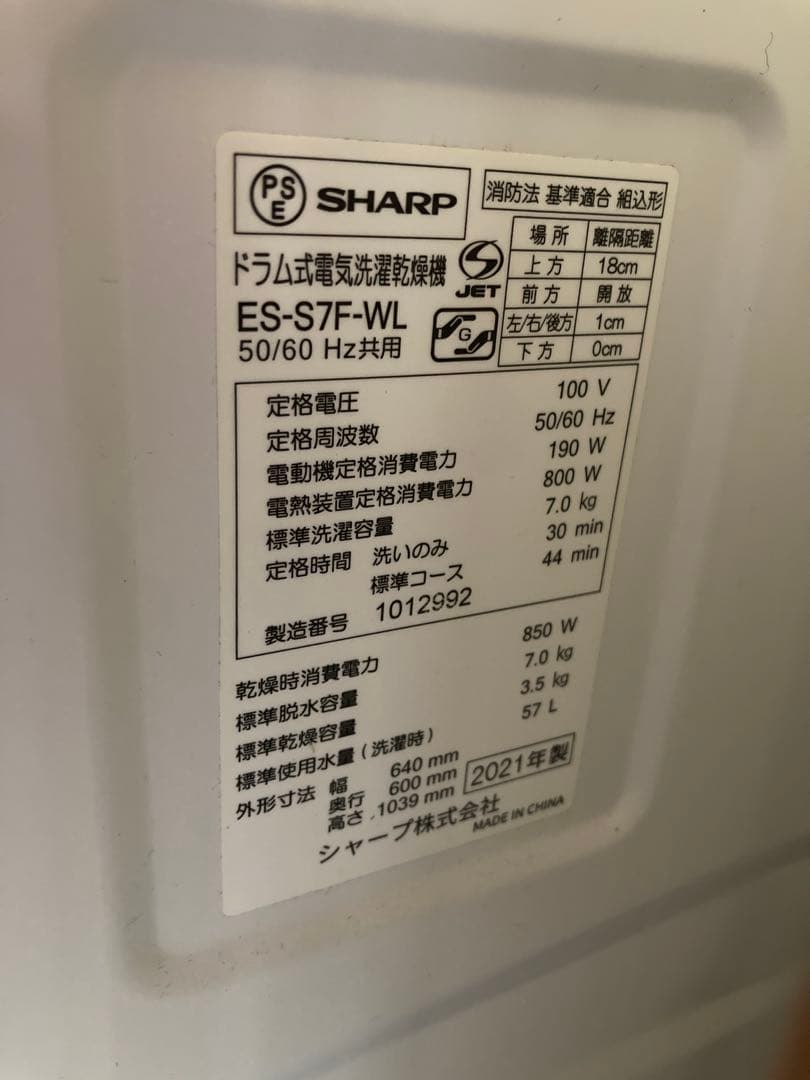 PSE SHARP
消防法 基準適合 組込形
ドラム式電気洗濯乾燥機
ES-S7F-WL
50/60 Hz共用
JET
G
場所 離隔距離
上方 18cm
前方 開放
左/右/後方 1cm
下方 0cm
定格電圧 100 V
定格周波数 50/60 Hz
電動機定格消費電力 190 W
電熱装置定格消費電力 800 W
標準洗濯容量 7.0 kg
定格時間 洗いのみ 30 min
標準コース 44 min
製造番号 1012992
乾燥時消費電力 850 W
標準脱水容量 7.0 kg
標準乾燥容量 3.5 kg
標準使用水量(洗濯時) 57 L
外形寸法 幅 640 mm
奥行 600 mm
高さ 1039 mm
2021年製
シャープ株式会社
MADE IN CHINA